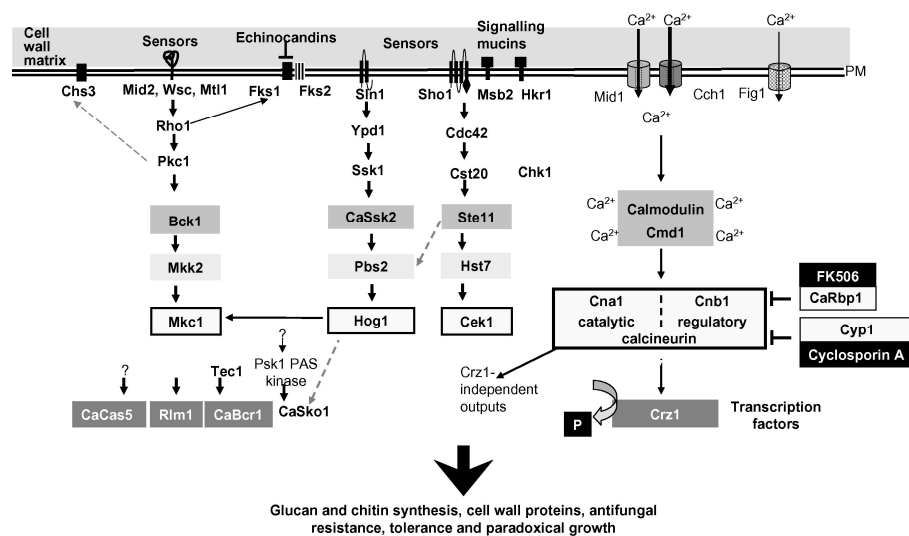 Cell
wall
matrix
Sensors
Echinocandins
Sensors
Signalling
mucins
Ca²⁺
Ca²⁺
Ca²⁺
PM
Chs3
Mid2, Wsc, Mtl1
Fks1
Fks2
Sln1
Sho1
Msb2
Hkr1
Mid1
Cch1
Fig1
Rho1
Ypd1
Cdc42
Ca²⁺
Pkc1
Ssk1
Cst20
Chk1
Bck1
CaSsk2
Ste11
Ca²⁺
Calmodulin
Ca²⁺
Ca²⁺
Cmd1
Ca²⁺
Mkk2
Pbs2
Hst7
FK506
CaRbp1
Cna1
Cnb1
catalytic
regulatory
calcineurin
Mkc1
Hog1
Cek1
Cyp1
Cyclosporin A
?
?
Tec1
Psk1 PAS
kinase
Crz1-
independent
outputs
CaCas5
Rlm1
CaBcr1
CaSko1
P
Crz1
Transcription
factors
Glucan and chitin synthesis, cell wall proteins, antifungal
resistance, tolerance and paradoxical growth